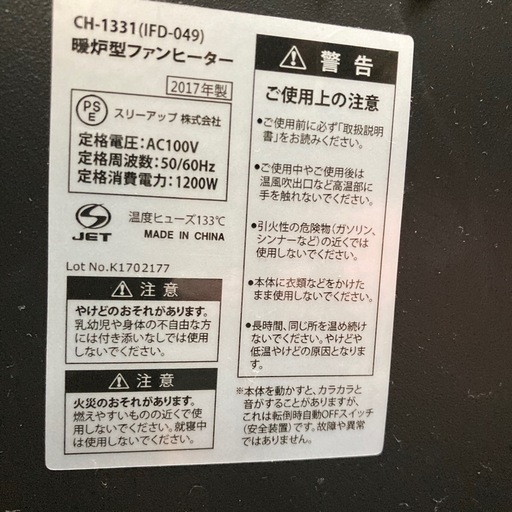 CH-1331(IFD-049)
暖炉型ファンヒーター
2017年製
PS
E
スリーアップ 株式会社
定格電圧:AC100V
定格周波数:50/60Hz
定格消費電力:1200W
JET
温度ヒューズ133℃
MADE IN CHINA
Lot No.K1702177
注意
やけどのおそれがあります。
乳幼児や身体の不自由な方
には付き添いなしでは使用
しないでください。
注意
火災のおそれがあります。
燃えやすいものの近くで使
用しないでください。就寝中
は使用しないでください。
警告
ご使用上の注意
●ご使用前に必ず「取扱説明
書」をお読みください。
●ご使用中やご使用後は
温風吹出口など高温部に
手を触れないでください。
●引火性の危険物(ガソリン、
シンナーなど)の近くでは
使用しないでください。
●本体に衣類などをかけた
まま使用しないでください。
●長時間、同じ所を温め続け
ないでください。やけどや
低温やけどの原因となりま
す。
※本体を動かすと、カラカラと
音がすることがありますが、
これは転倒時自動OFFスイッチ
(安全装置)です。故障や異常
ではありません。